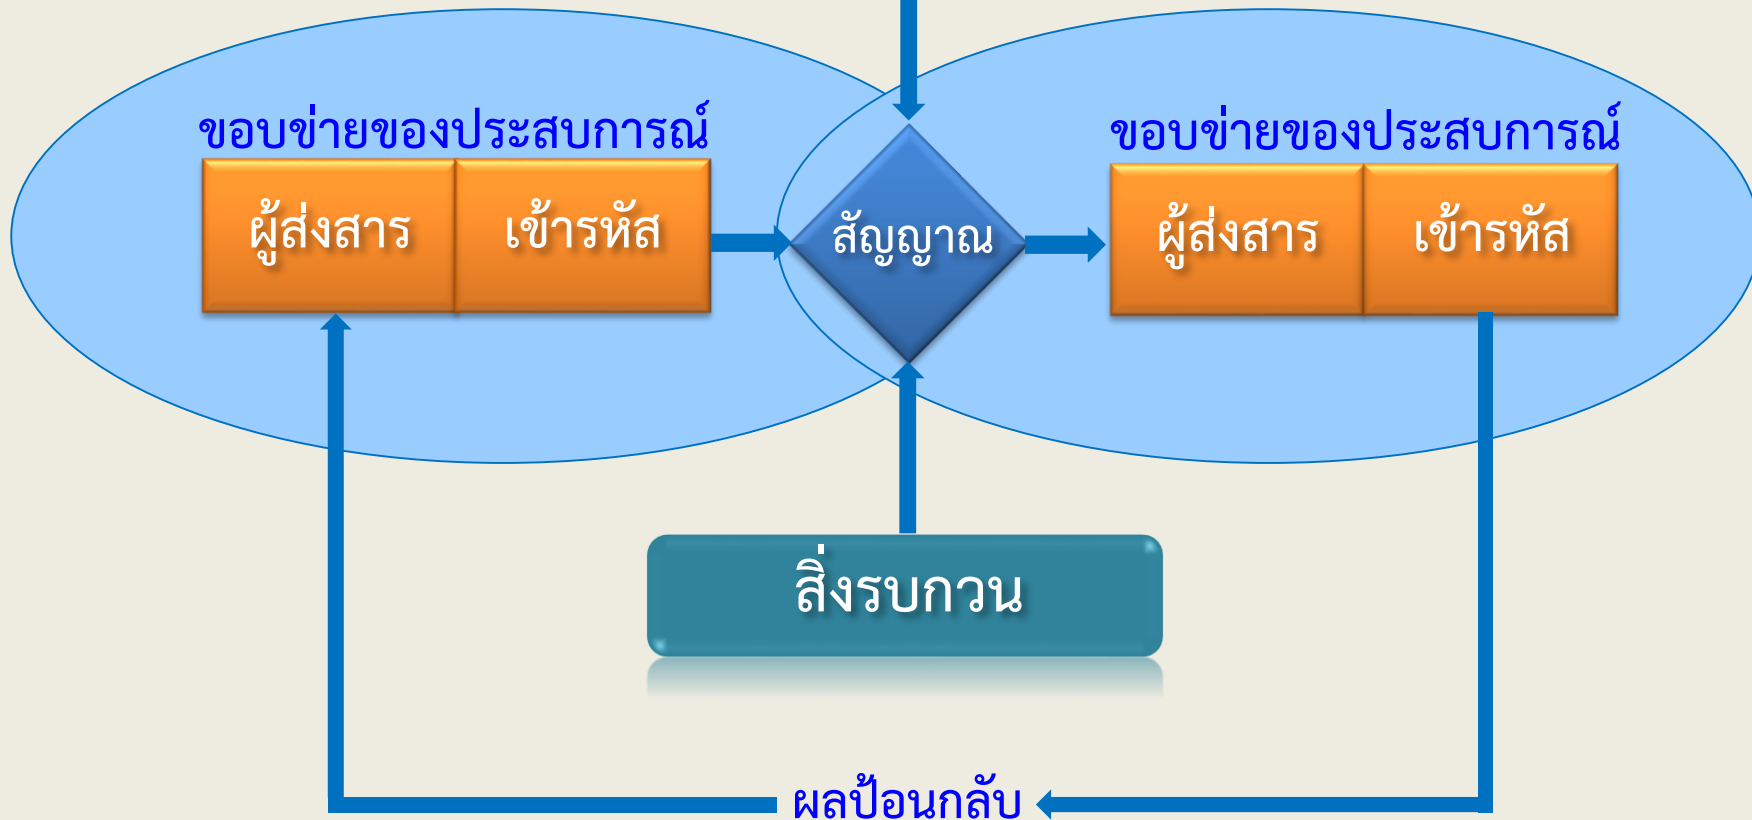 ขอบข่ายของประสบการณ์
ผู้ส่งสาร เข้ารหัส
สัญญาณ
ขอบข่ายของประสบการณ์
ผู้ส่งสาร เข้ารหัส
สิ่งรบกวน
ผลป้อนกลับ